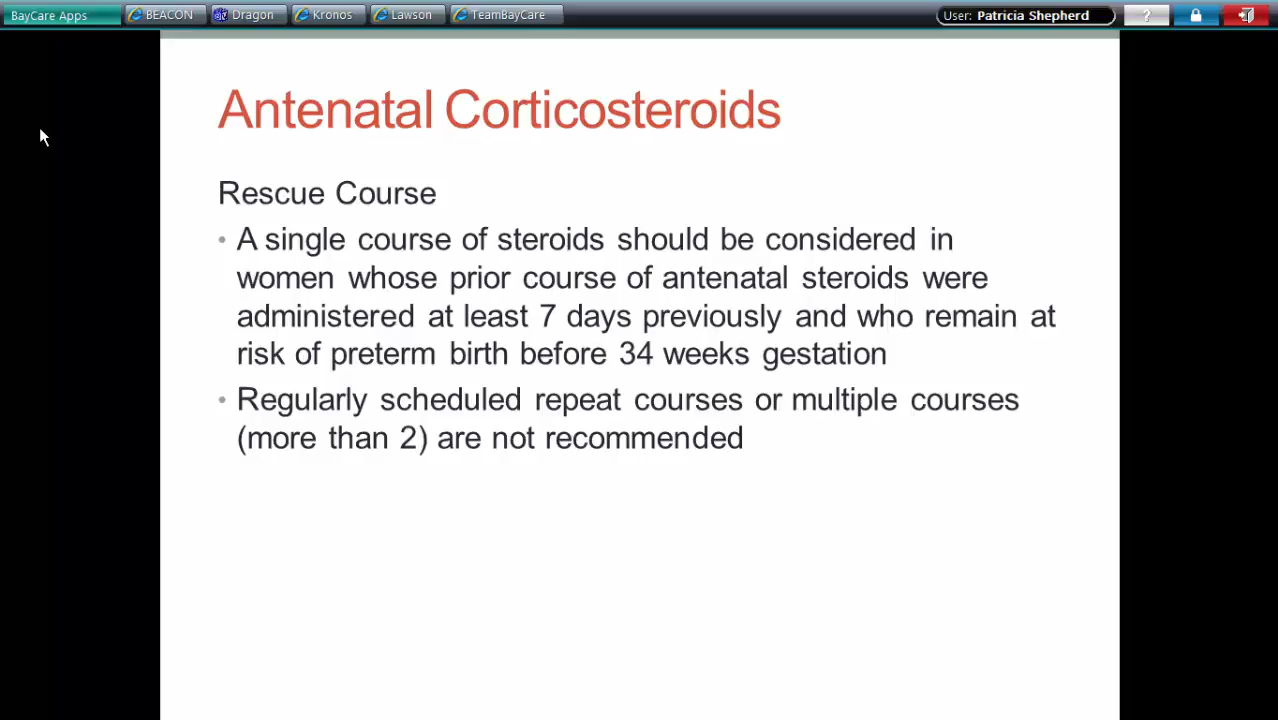 BayCare Apps BEACON Dragon Kronos Lawson TeamBayCare User: Patricia Shepherd ?
Antenatal Corticosteroids
Rescue Course
• A single course of steroids should be considered in
women whose prior course of antenatal steroids were
administered at least 7 days previously and who remain at
risk of preterm birth before 34 weeks gestation
• Regularly scheduled repeat courses or multiple courses
(more than 2) are not recommended